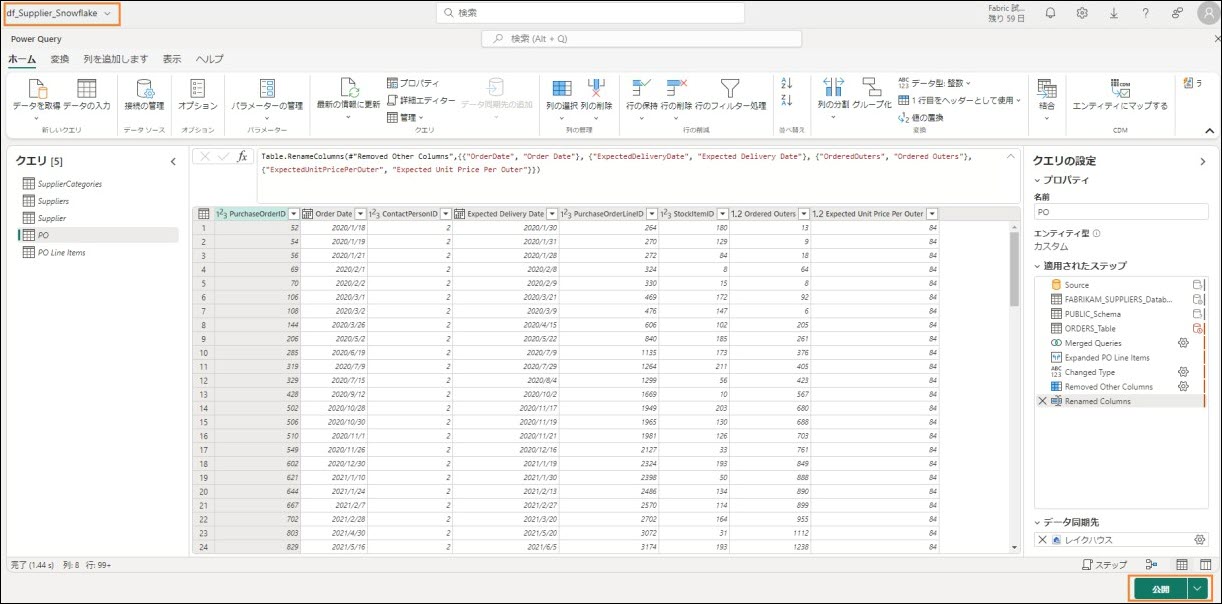 df_Supplier_Snowflake
検索
Fabric 試...
残り 59 日
Power Query
検索 (Alt + Q)
ホーム 変換 列を追加します 表示 ヘルプ
データを取得 データの入力 接続の管理 オプション パラメーターの管理 最新の情報に更新 プロパティ 詳細エディター 管理 データ同期先の追加 列の選択 列の削除 行の保持 行の削除 行のフィルター処理 列の分割 グループ化 データ型: 整数 1 行目をヘッダーとして使用 値の置換 結合 エンティティにマップする
新しいクエリ データ ソース オプション パラメーター クエリ 列の管理 行の削減 並べ替え 変換 CDM
クエリ [5]
SupplierCategories
Suppliers
Supplier
PO
PO Line Items
fx
Table.RenameColumns(#"Removed Other Columns",{{"OrderDate", "Order Date"}, {"ExpectedDeliveryDate", "Expected Delivery Date"}, {"OrderedOuters", "Ordered Outers"},
{"ExpectedUnitPricePerOuter", "Expected Unit Price Per Outer"}})
PurchaseOrderID Order Date ContactPersonID Expected Delivery Date PurchaseOrderLineID StockItemID 1.2 Ordered Outers 1.2 Expected Unit Price Per Outer
1 52 2020/1/18 2 2020/1/30 264 180 13 84
2 54 2020/1/19 2 2020/1/31 270 129 9 84
3 56 2020/1/21 2 2020/1/28 272 84 18 84
4 69 2020/2/1 2 2020/2/8 324 8 64 84
5 70 2020/2/2 2 2020/2/9 330 15 8 84
6 106 2020/3/1 2 2020/3/21 469 172 92 84
7 108 2020/3/2 2 2020/3/9 476 147 6 84
8 144 2020/3/26 2 2020/4/15 606 102 205 84
9 206 2020/5/2 2 2020/5/22 840 185 261 84
10 285 2020/6/19 2 2020/7/9 1135 173 376 84
11 319 2020/7/9 2 2020/7/29 1264 211 405 84
12 329 2020/7/15 2 2020/8/4 1299 56 423 84
13 428 2020/9/12 2 2020/10/2 1669 10 567 84
14 502 2020/10/28 2 2020/11/17 1949 203 680 84
15 506 2020/10/30 2 2020/11/19 1965 130 688 84
16 510 2020/11/1 2 2020/11/21 1981 126 703 84
17 549 2020/11/26 2 2020/12/16 2127 33 761 84
18 602 2020/12/30 2 2021/1/19 2324 193 849 84
19 621 2021/1/10 2 2021/1/30 2398 50 888 84
20 644 2021/1/24 2 2021/2/13 2486 134 890 84
21 667 2021/2/7 2 2021/2/27 2570 114 899 84
22 702 2021/2/28 2 2021/3/20 2702 164 955 84
23 803 2021/4/30 2 2021/5/20 3072 31 1112 84
24 829 2021/5/16 2 2021/6/5 3174 193 1238 84
クエリの設定
プロパティ
名前
PO
エンティティ型
カスタム
適用されたステップ
Source
FABRIKAM_SUPPLIERS_Datab...
PUBLIC_Schema
ORDERS_Table
Merged Queries
Expanded PO Line Items
Changed Type
Removed Other Columns
Renamed Columns
データ同期先
レイクハウス
完了 (1.44 s) 列: 8 行: 99+
ステップ
公開